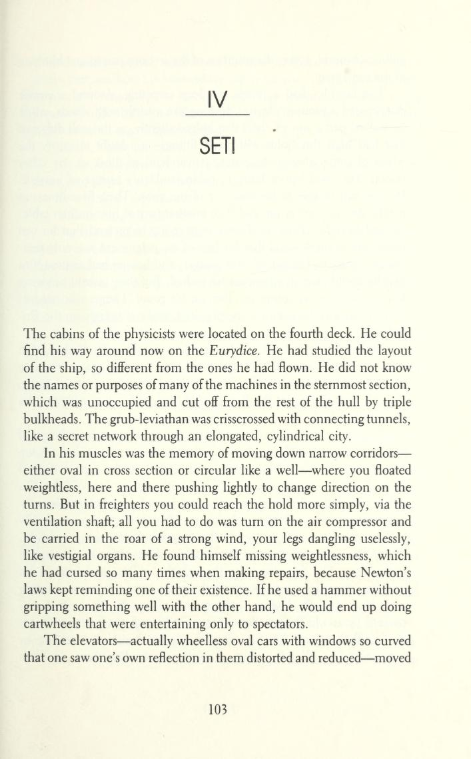 IV
SETI
The cabins of the physicists were located on the fourth deck. He could
find his way around now on the Eurydice. He had studied the layout
of the ship, so different from the ones he had flown. He did not know
the names or purposes of many of the machines in the sternmost section,
which was unoccupied and cut off from the rest of the hull by triple
bulkheads. The grub-leviathan was crisscrossed with connecting tunnels,
like a secret network through an elongated, cylindrical city.
In his muscles was the memory of moving down narrow corridors—
either oval in cross section or circular like a well—where you floated
weightless, here and there pushing lightly to change direction on the
turns. But in freighters you could reach the hold more simply, via the
ventilation shaft; all you had to do was turn on the air compressor and
be carried in the roar of a strong wind, your legs dangling uselessly,
like vestigial organs. He found himself missing weightlessness, which
he had cursed so many times when making repairs, because Newton's
laws kept reminding one of their existence. If he used a hammer without
gripping something well with the other hand, he would end up doing
cartwheels that were entertaining only to spectators.
The elevators—actually wheelless oval cars with windows so curved
that one saw one's own reflection in them distorted and reduced—moved
103